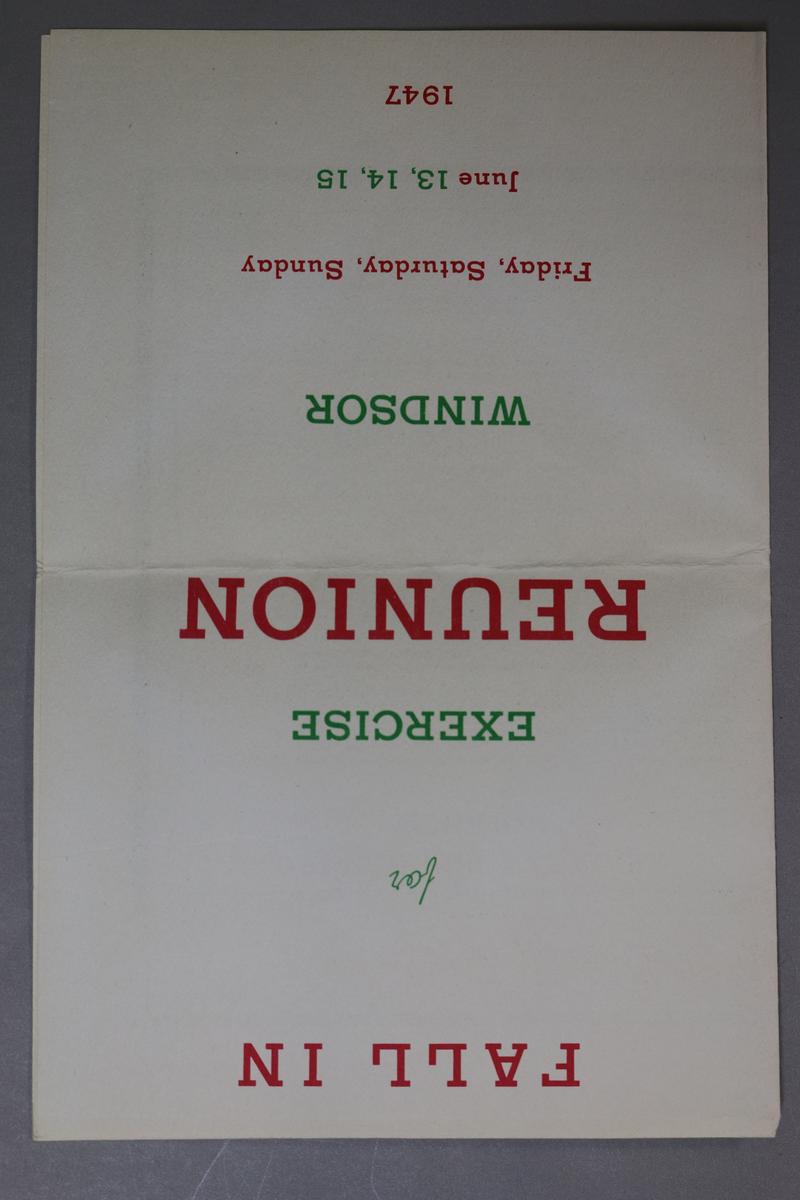 FALL IN
for
EXERCISE
REUNION
WINDSOR
Friday, Saturday, Sunday
June 13, 14, 15
1947